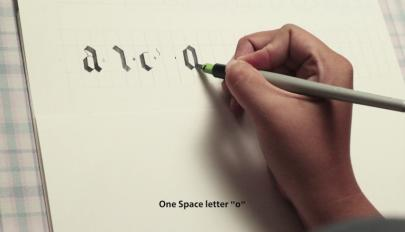 a ı c o
One Space letter "o"